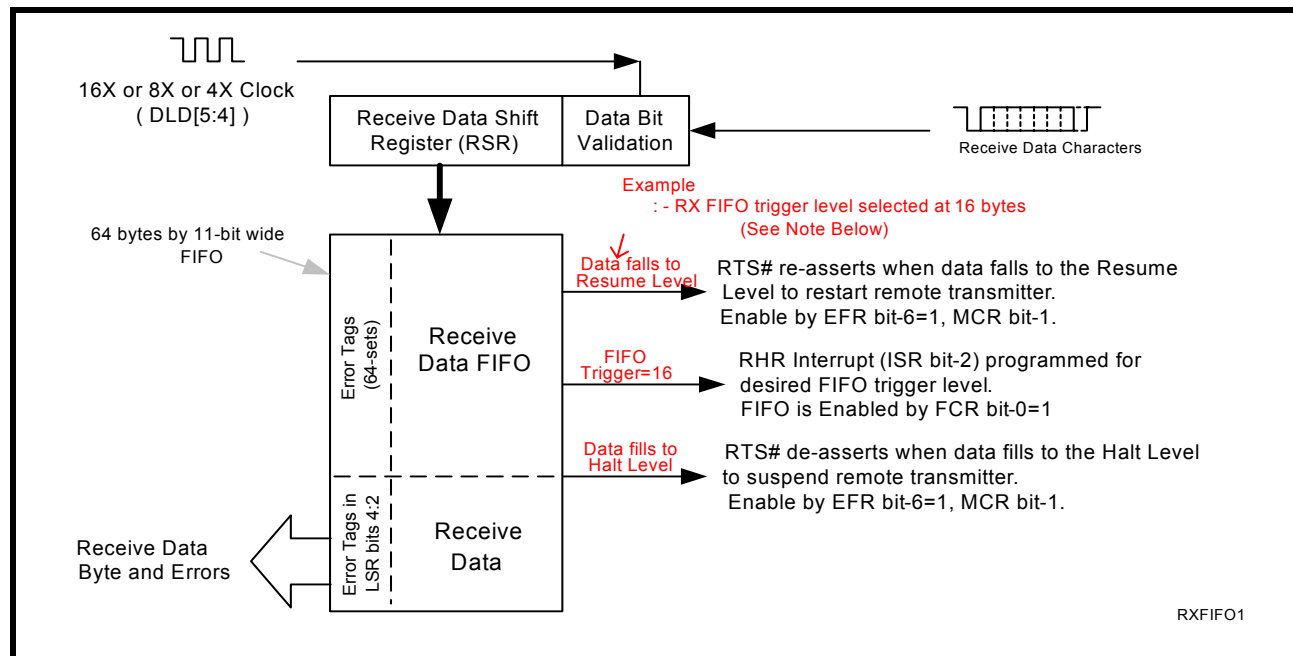 16X or 8X or 4X Clock
( DLD[5:4] )
Receive Data Shift
Register (RSR)
Data Bit
Validation
Receive Data Characters
Example
: - RX FIFO trigger level selected at 16 bytes
(See Note Below)
64 bytes by 11-bit wide
FIFO
Data falls to
Resume Level
RTS# re-asserts when data falls to the Resume
Level to restart remote transmitter.
Enable by EFR bit-6=1, MCR bit-1.
Error Tags
(64-sets)
Receive
Data FIFO
FIFO
Trigger=16
RHR Interrupt (ISR bit-2) programmed for
desired FIFO trigger level.
FIFO is Enabled by FCR bit-0=1
Data fills to
Halt Level
RTS# de-asserts when data fills to the Halt Level
to suspend remote transmitter.
Enable by EFR bit-6=1, MCR bit-1.
Error Tags in
LSR bits 4:2
Receive
Data
Receive Data
Byte and Errors
RXFIFO1